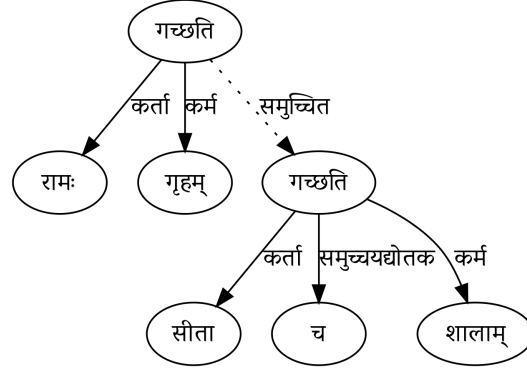 गच्छति
कर्ता कर्म समुच्चित
रामः गृहम् गच्छति
कर्ता समुच्चयद्योतक कर्म
सीता च शालाम्